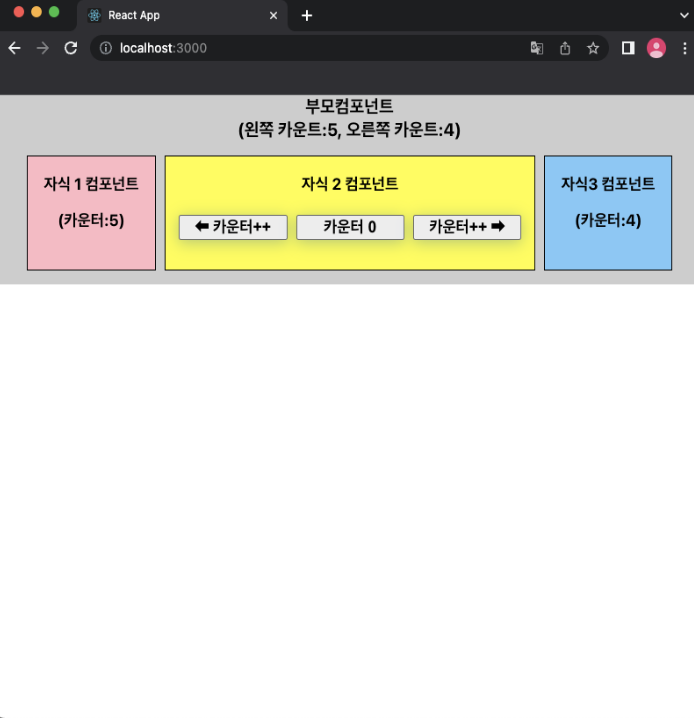 React App
localhost:3000
부모컴포넌트
(왼쪽 카운트:5, 오른쪽 카운트:4)
자식 1 컴포넌트
(카운터:5)
자식 2 컴포넌트
⬅ 카운터++
카운터 0
카운터++ ➡
자식3 컴포넌트
(카운터:4)